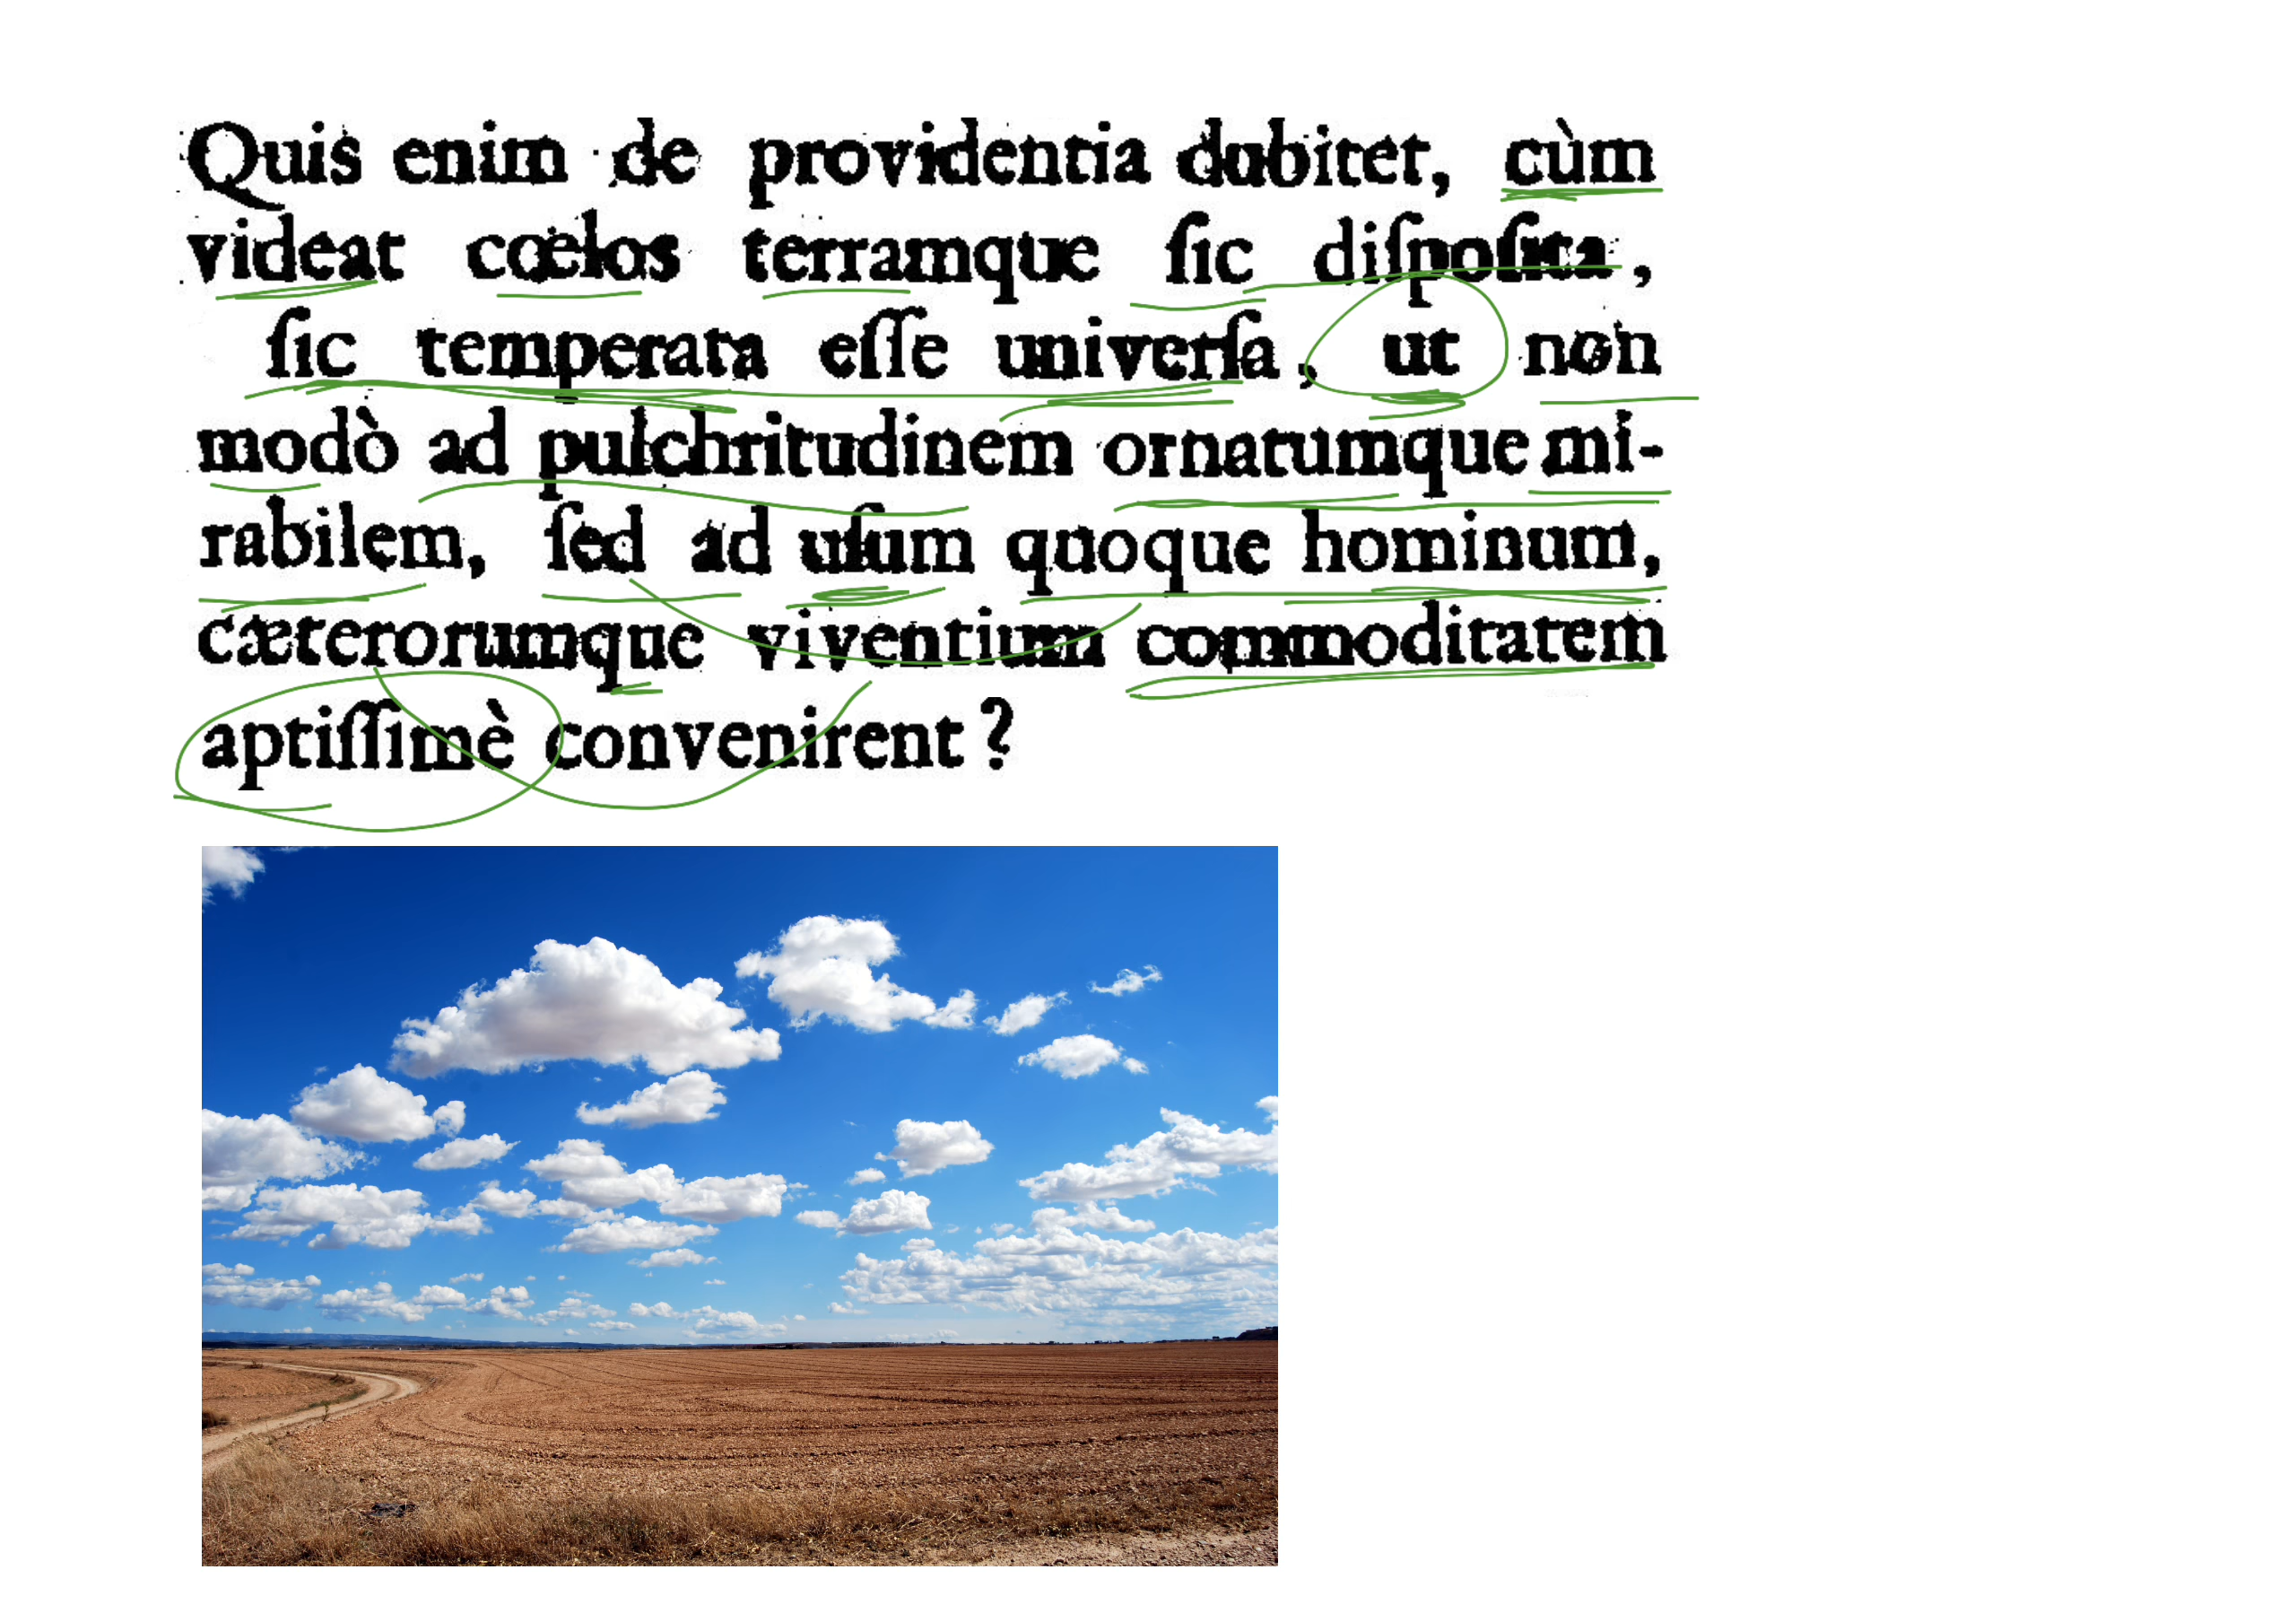 Quis enim de providentia dubitet, cùm
videat cœlos terramque ſic diſpoſita,
ſic temperata eſſe univerſa, ut non
modò ad pulchritudinem ornatumque mi-
rabilem, ſed ad uſum quoque hominum,
cæterorumque viventium commoditatem
aptiſſimè convenirent?